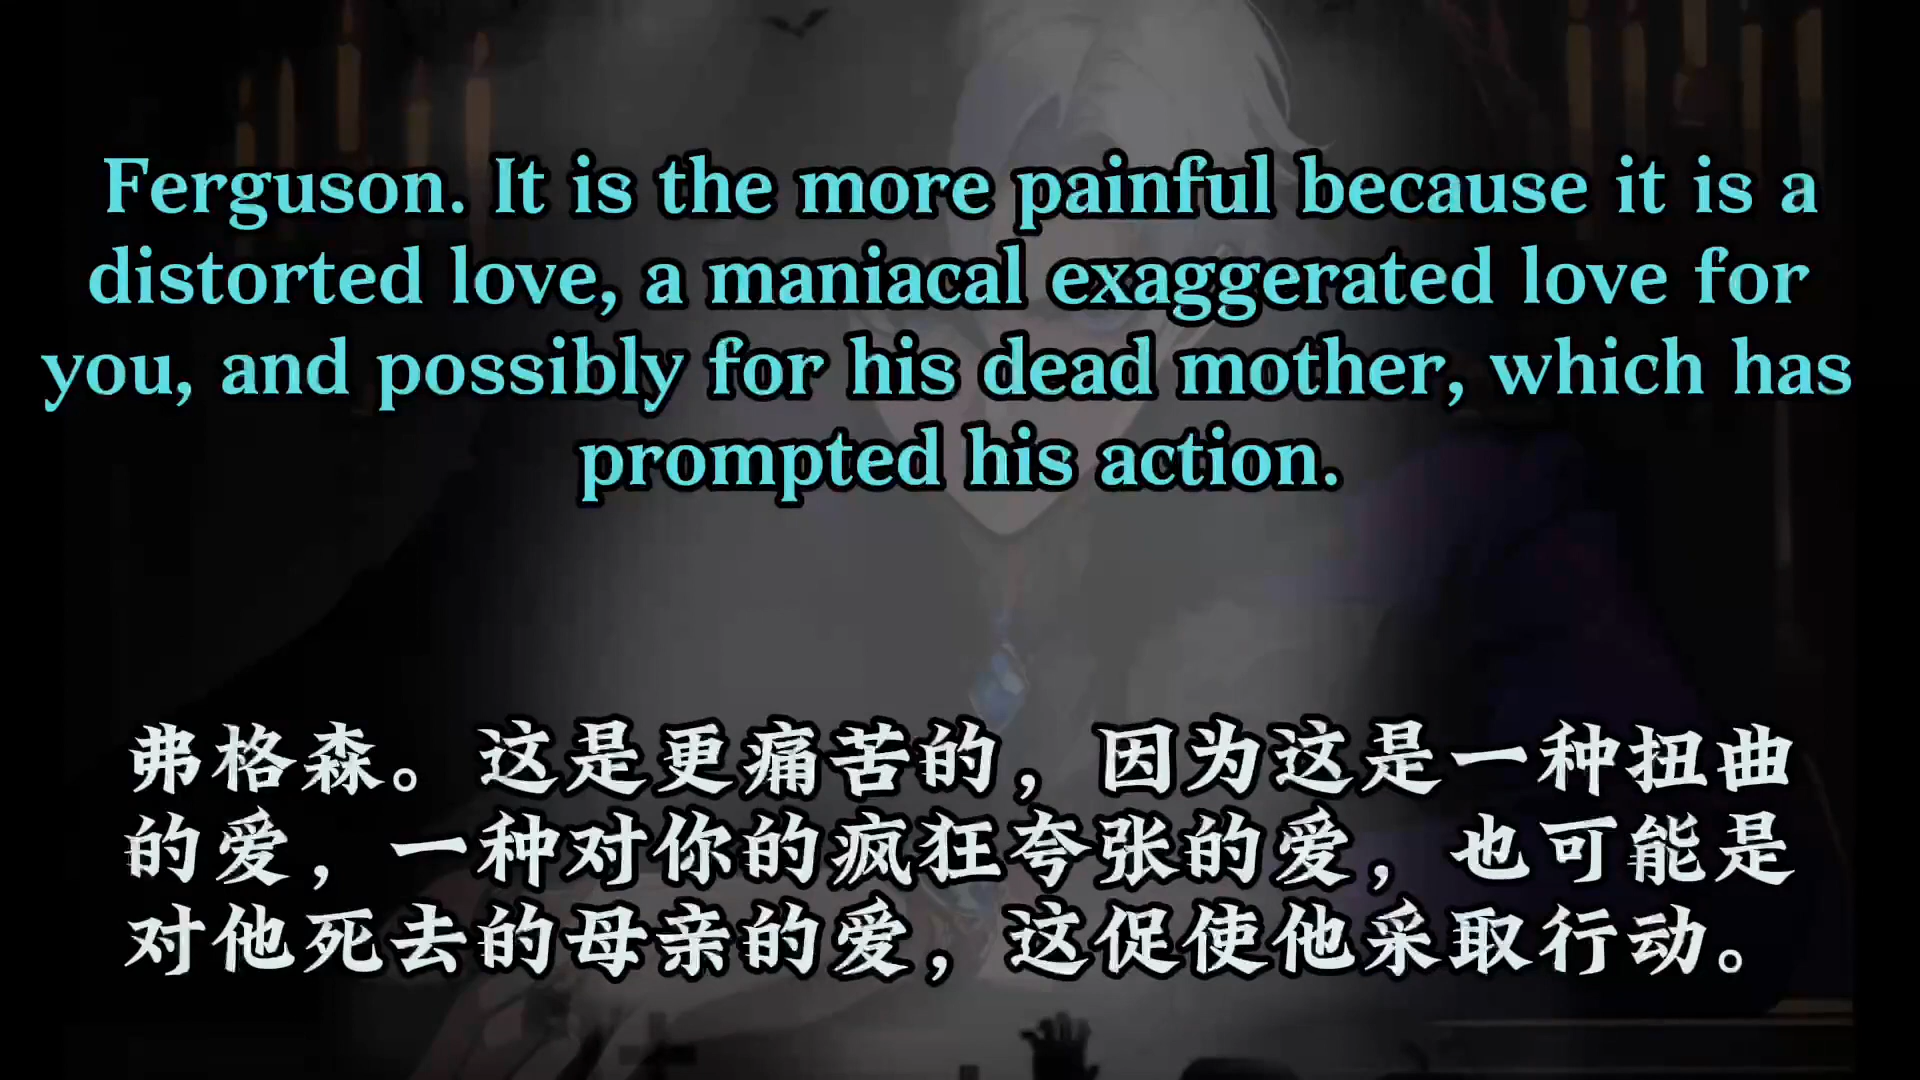 Ferguson. It is the more painful because it is a
distorted love, a maniacal exaggerated love for
you, and possibly for his dead mother, which has
prompted his action.
弗格森。这是更痛苦的，因为这是一种扭曲
的爱，一种对你的疯狂夸张的爱，也可能是
对他死去的母亲的爱，这促使他采取行动。